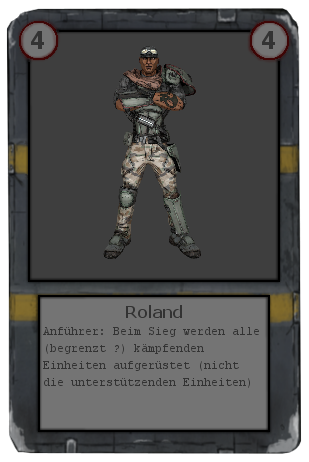 4 4
Roland
Anführer: Beim Sieg werden alle
(begrenzt ?) kämpfenden
Einheiten aufgerüstet (nicht
die unterstützenden Einheiten)